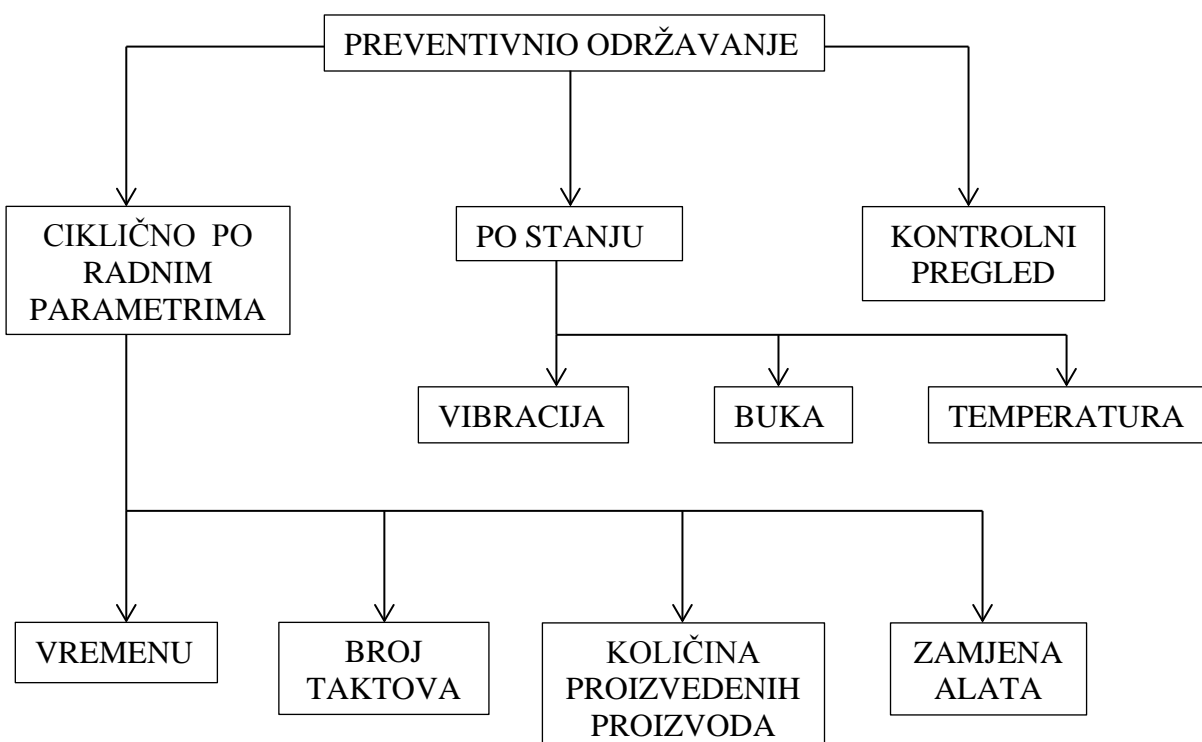 PREVENTIVNIO ODRŽAVANJE
CIKLIČNO PO
RADNIM
PARAMETRIMA
PO STANJU
KONTROLNI
PREGLED
VIBRACIJA
BUKA
TEMPERATURA
VREMENU
BROJ
TAKTOVA
KOLIČINA
PROIZVEDENIH
PROIZVODA
ZAMJENA
ALATA